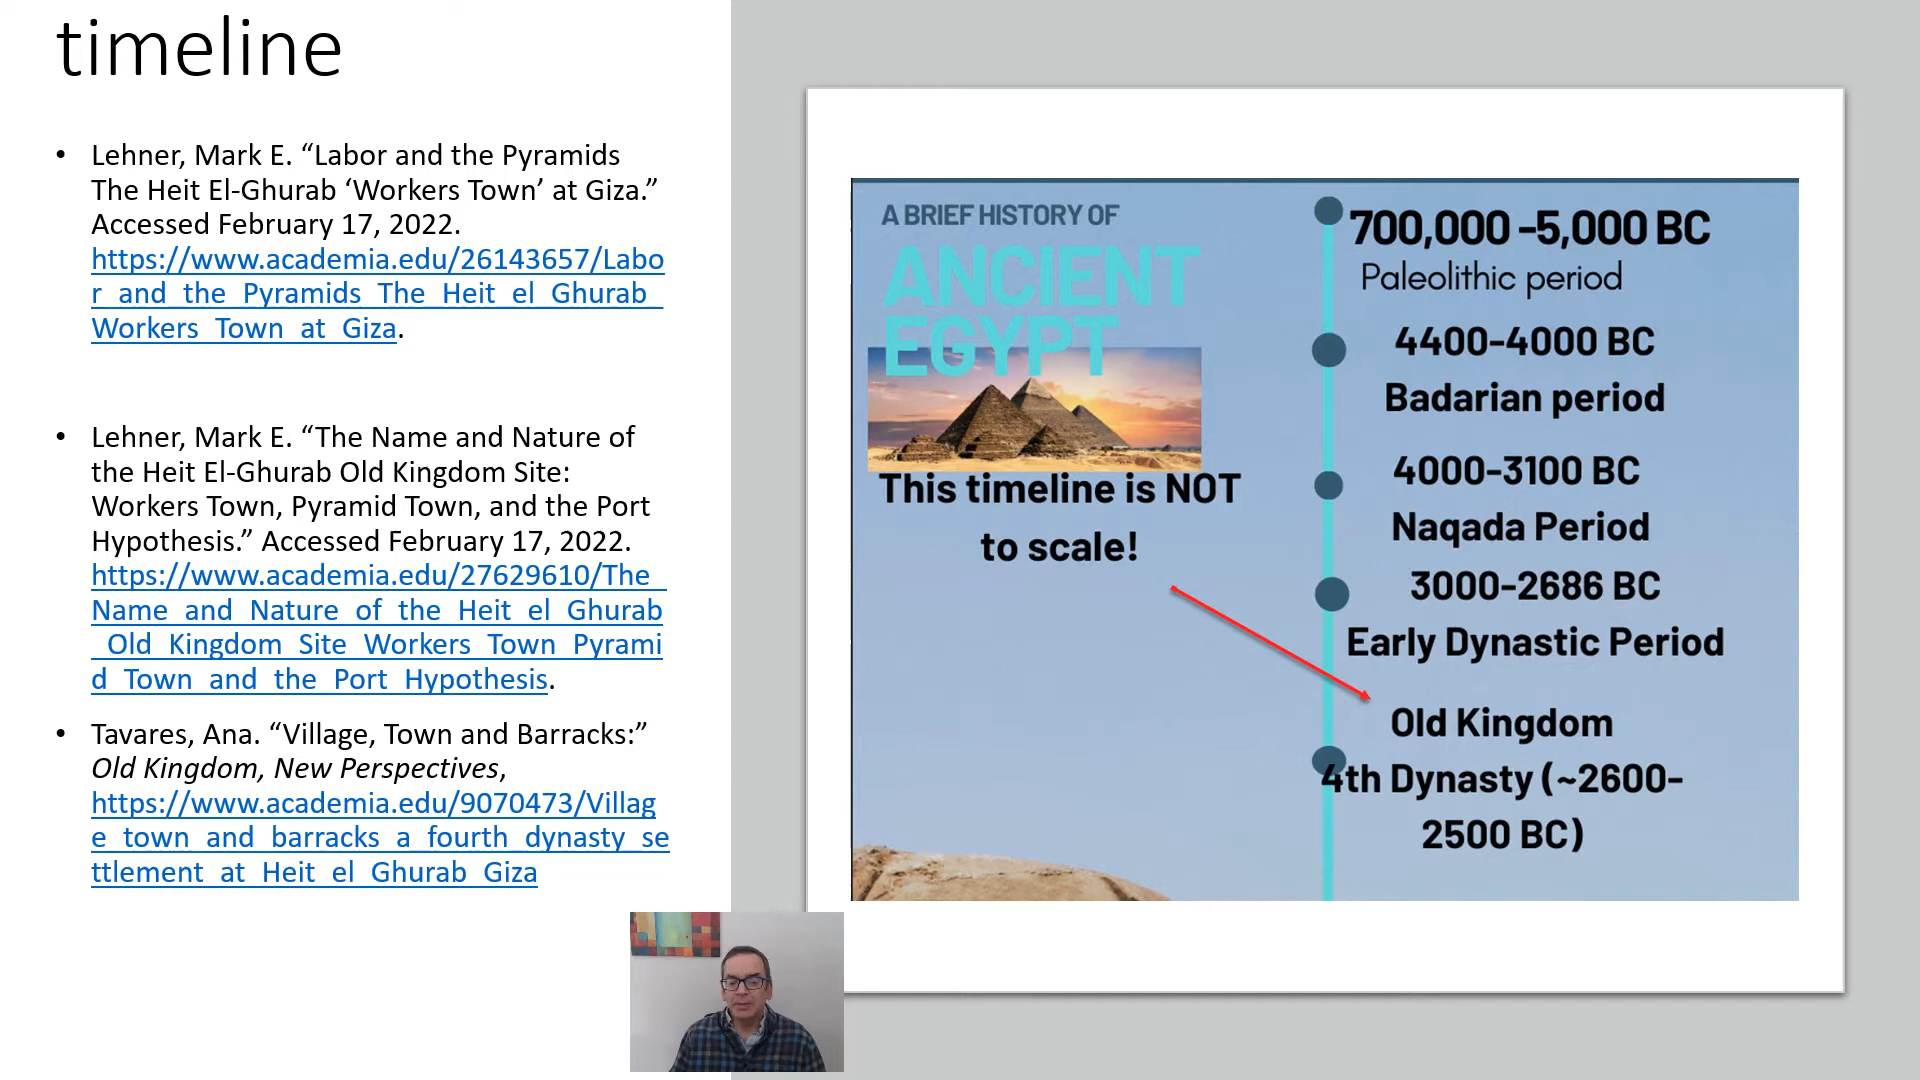 timeline
• Lehner, Mark E. “Labor and the Pyramids
The Heit El-Ghurab ‘Workers Town’ at Giza.”
Accessed February 17, 2022.
https://www.academia.edu/26143657/Labo
r_and_the_Pyramids_The_Heit_el_Ghurab_
Workers_Town_at_Giza.
• Lehner, Mark E. “The Name and Nature of
the Heit El-Ghurab Old Kingdom Site:
Workers Town, Pyramid Town, and the Port
Hypothesis.” Accessed February 17, 2022.
https://www.academia.edu/27629610/The_
Name_and_Nature_of_the_Heit_el_Ghurab
_Old_Kingdom_Site_Workers_Town_Pyrami
d_Town_and_the_Port_Hypothesis.
• Tavares, Ana. “Village, Town and Barracks:”
Old Kingdom, New Perspectives,
https://www.academia.edu/9070473/Villag
e_town_and_barracks_a_fourth_dynasty_se
ttlement_at_Heit_el_Ghurab_Giza
A BRIEF HISTORY OF
ANCIENT
EGYPT
This timeline is NOT
to scale!
700,000 -5,000 BC
Paleolithic period
4400-4000 BC
Badarian period
4000-3100 BC
Naqada Period
3000-2686 BC
Early Dynastic Period
Old Kingdom
4th Dynasty (~2600-
2500 BC)